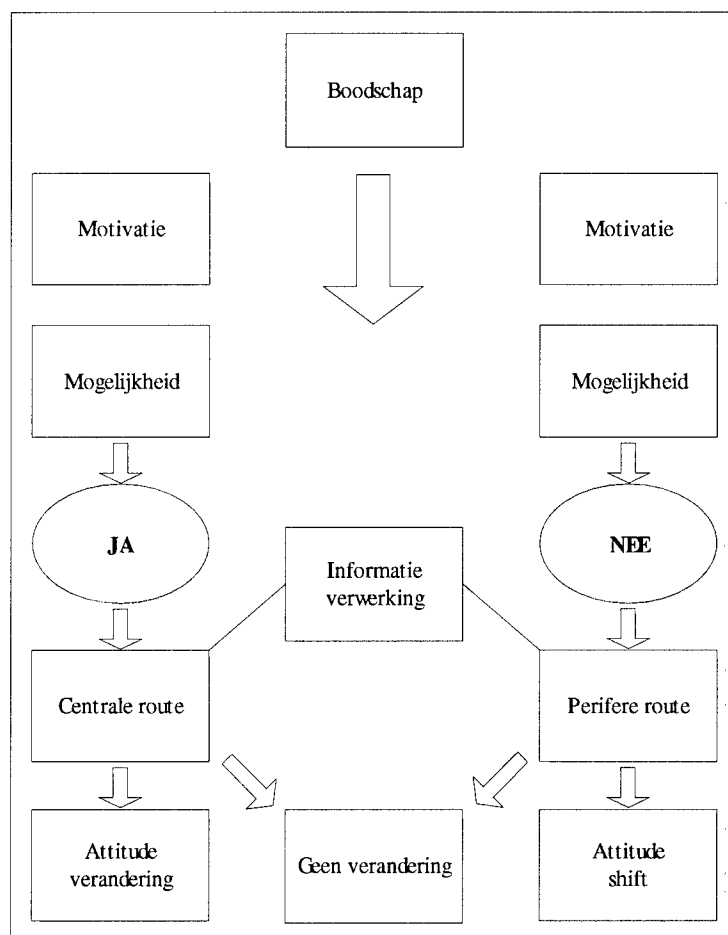 Boodschap
Motivatie
Motivatie
Mogelijkheid
Mogelijkheid
JA
NEE
Informatie
verwerking
Centrale route
Perifere route
Attitude
verandering
Geen verandering
Attitude
shift